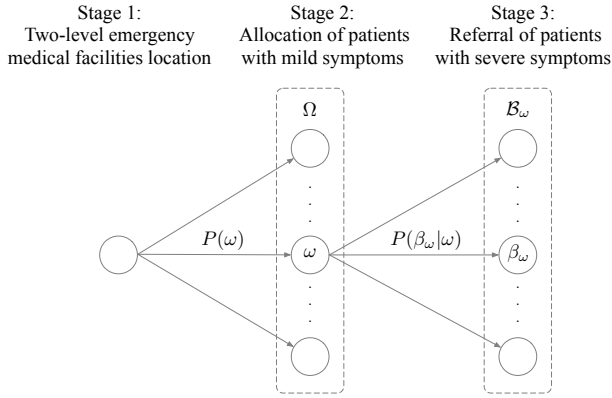 Stage 1:
Two-level emergency
medical facilities location
Stage 2:
Allocation of patients
with mild symptoms
Stage 3:
Referral of patients
with severe symptoms
Ω
ℬ_ω
P(ω)
ω
P(β_ω|ω)
β_ω